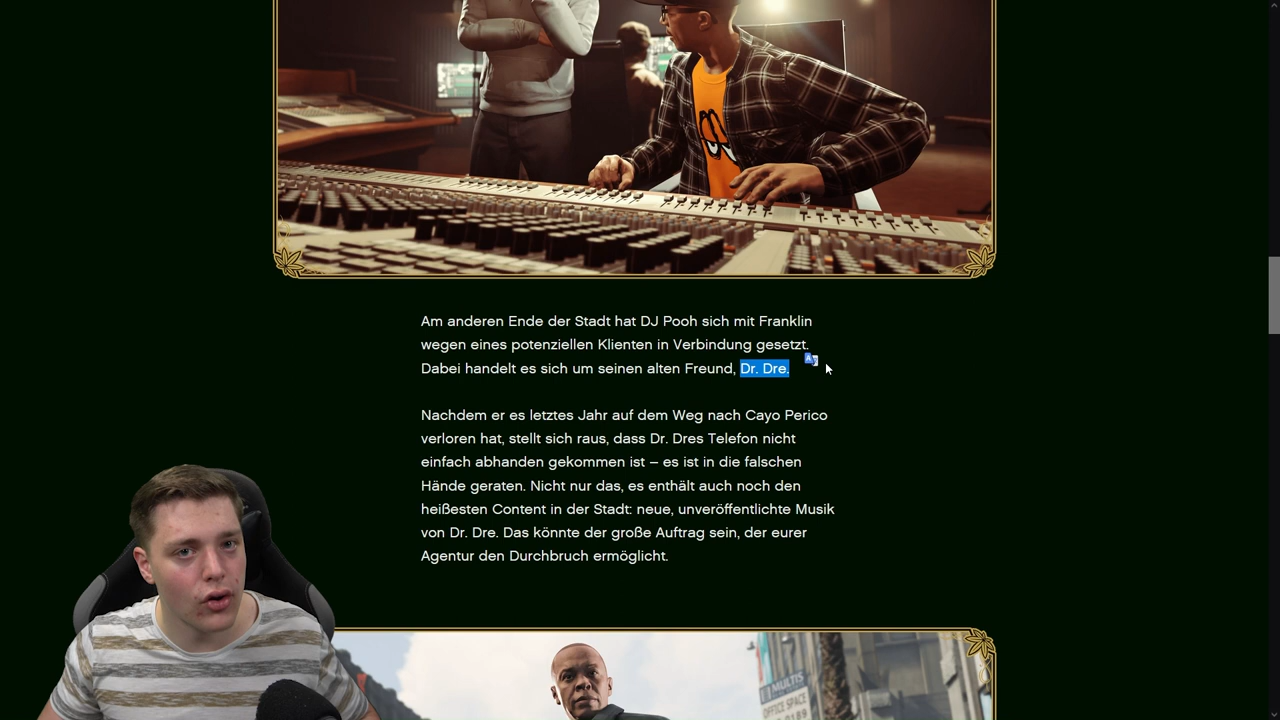 Am anderen Ende der Stadt hat DJ Pooh sich mit Franklin
wegen eines potenziellen Klienten in Verbindung gesetzt.
Dabei handelt es sich um seinen alten Freund, Dr. Dre.
Nachdem er es letztes Jahr auf dem Weg nach Cayo Perico
verloren hat, stellt sich raus, dass Dr. Dres Telefon nicht
einfach abhanden gekommen ist – es ist in die falschen
Hände geraten. Nicht nur das, es enthält auch noch den
heißesten Content in der Stadt: neue, unveröffentlichte Musik
von Dr. Dre. Das könnte der große Auftrag sein, der eurer
Agentur den Durchbruch ermöglicht.
MULTIS
OFFICE SPACE